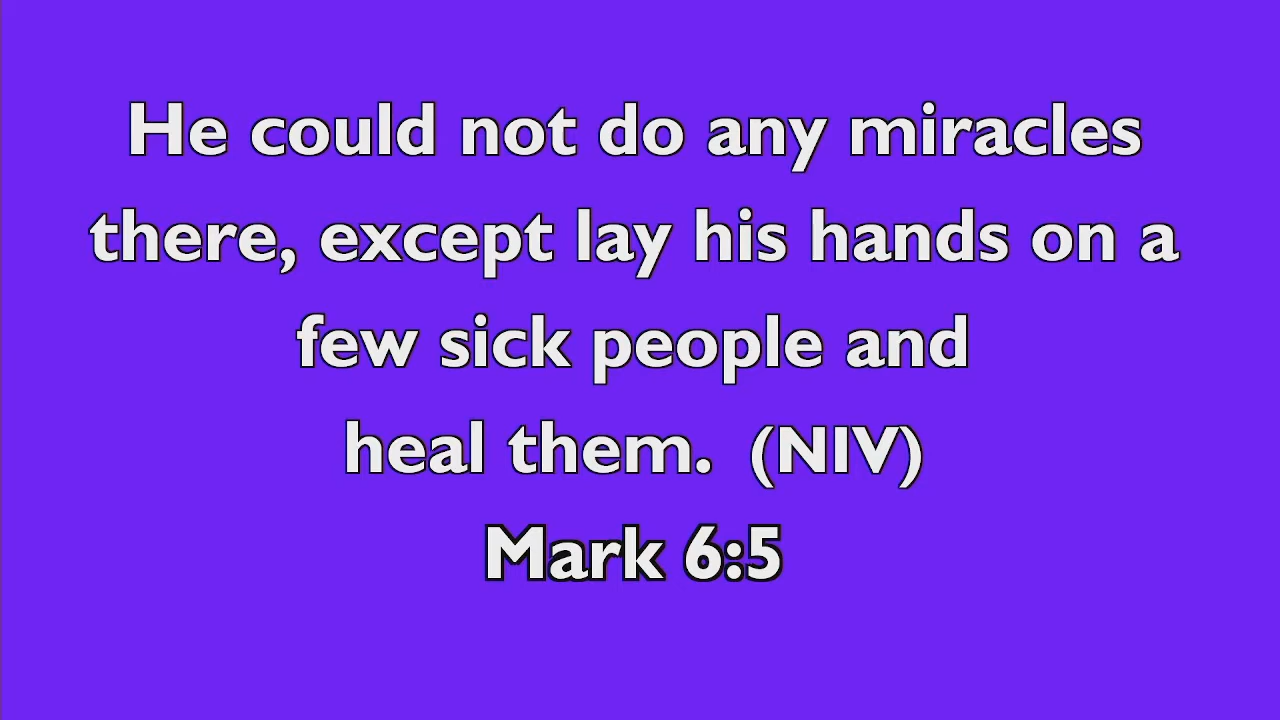 He could not do any miracles
there, except lay his hands on a
few sick people and
heal them.  (NIV)
Mark 6:5